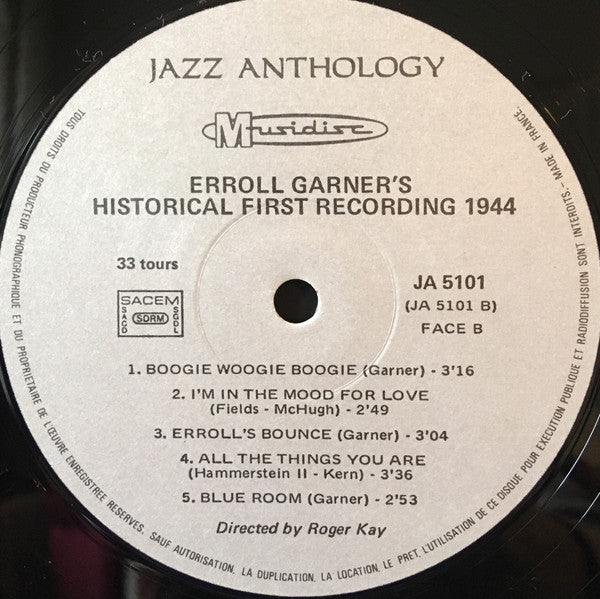 JAZZ ANTHOLOGY
Musidisc
ERROLL GARNER'S
HISTORICAL FIRST RECORDING 1944
33 tours
JA 5101
(JA 5101 B)
FACE B
SACEM
SACD
SDRM
SGDL
1. BOOGIE WOOGIE BOOGIE (Garner) - 3'16
2. I'M IN THE MOOD FOR LOVE
(Fields - McHugh) - 2'49
3. ERROLL'S BOUNCE (Garner) - 3'04
4. ALL THE THINGS YOU ARE
(Hammerstein II - Kern) - 3'36
5. BLUE ROOM (Garner) - 2'53
Directed by Roger Kay
TOUS DROITS DU PRODUCTEUR PHONOGRAPHIQUE ET DU PROPRIETAIRE DE L'ŒUVRE ENREGISTREE RESERVES. SAUF AUTORISATION, LA DUPLICATION, LA LOCATION, LE PRET, L'UTILISATION DE CE DISQUE POUR EXECUTION PUBLIQUE ET RADIODIFFUSION SONT INTERDITS. - MADE IN FRANCE.